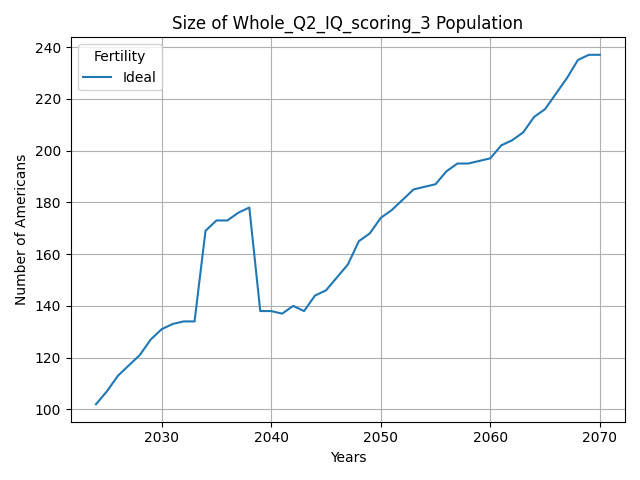 Size of Whole_Q2_IQ_scoring_3 Population
Fertility
Ideal
Number of Americans
240
220
200
180
160
140
120
100
2030
2040
2050
2060
2070
Years